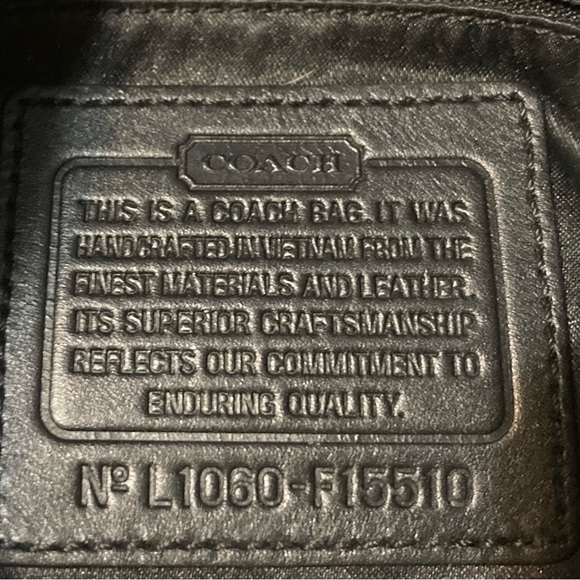 COACH
THIS IS A COACH BAG. IT WAS
HANDCRAFTED IN VIETNAM FROM THE
FINEST MATERIALS AND LEATHER.
ITS SUPERIOR CRAFTSMANSHIP
REFLECTS OUR COMMITMENT TO
ENDURING QUALITY.
Nº L1060-F15510